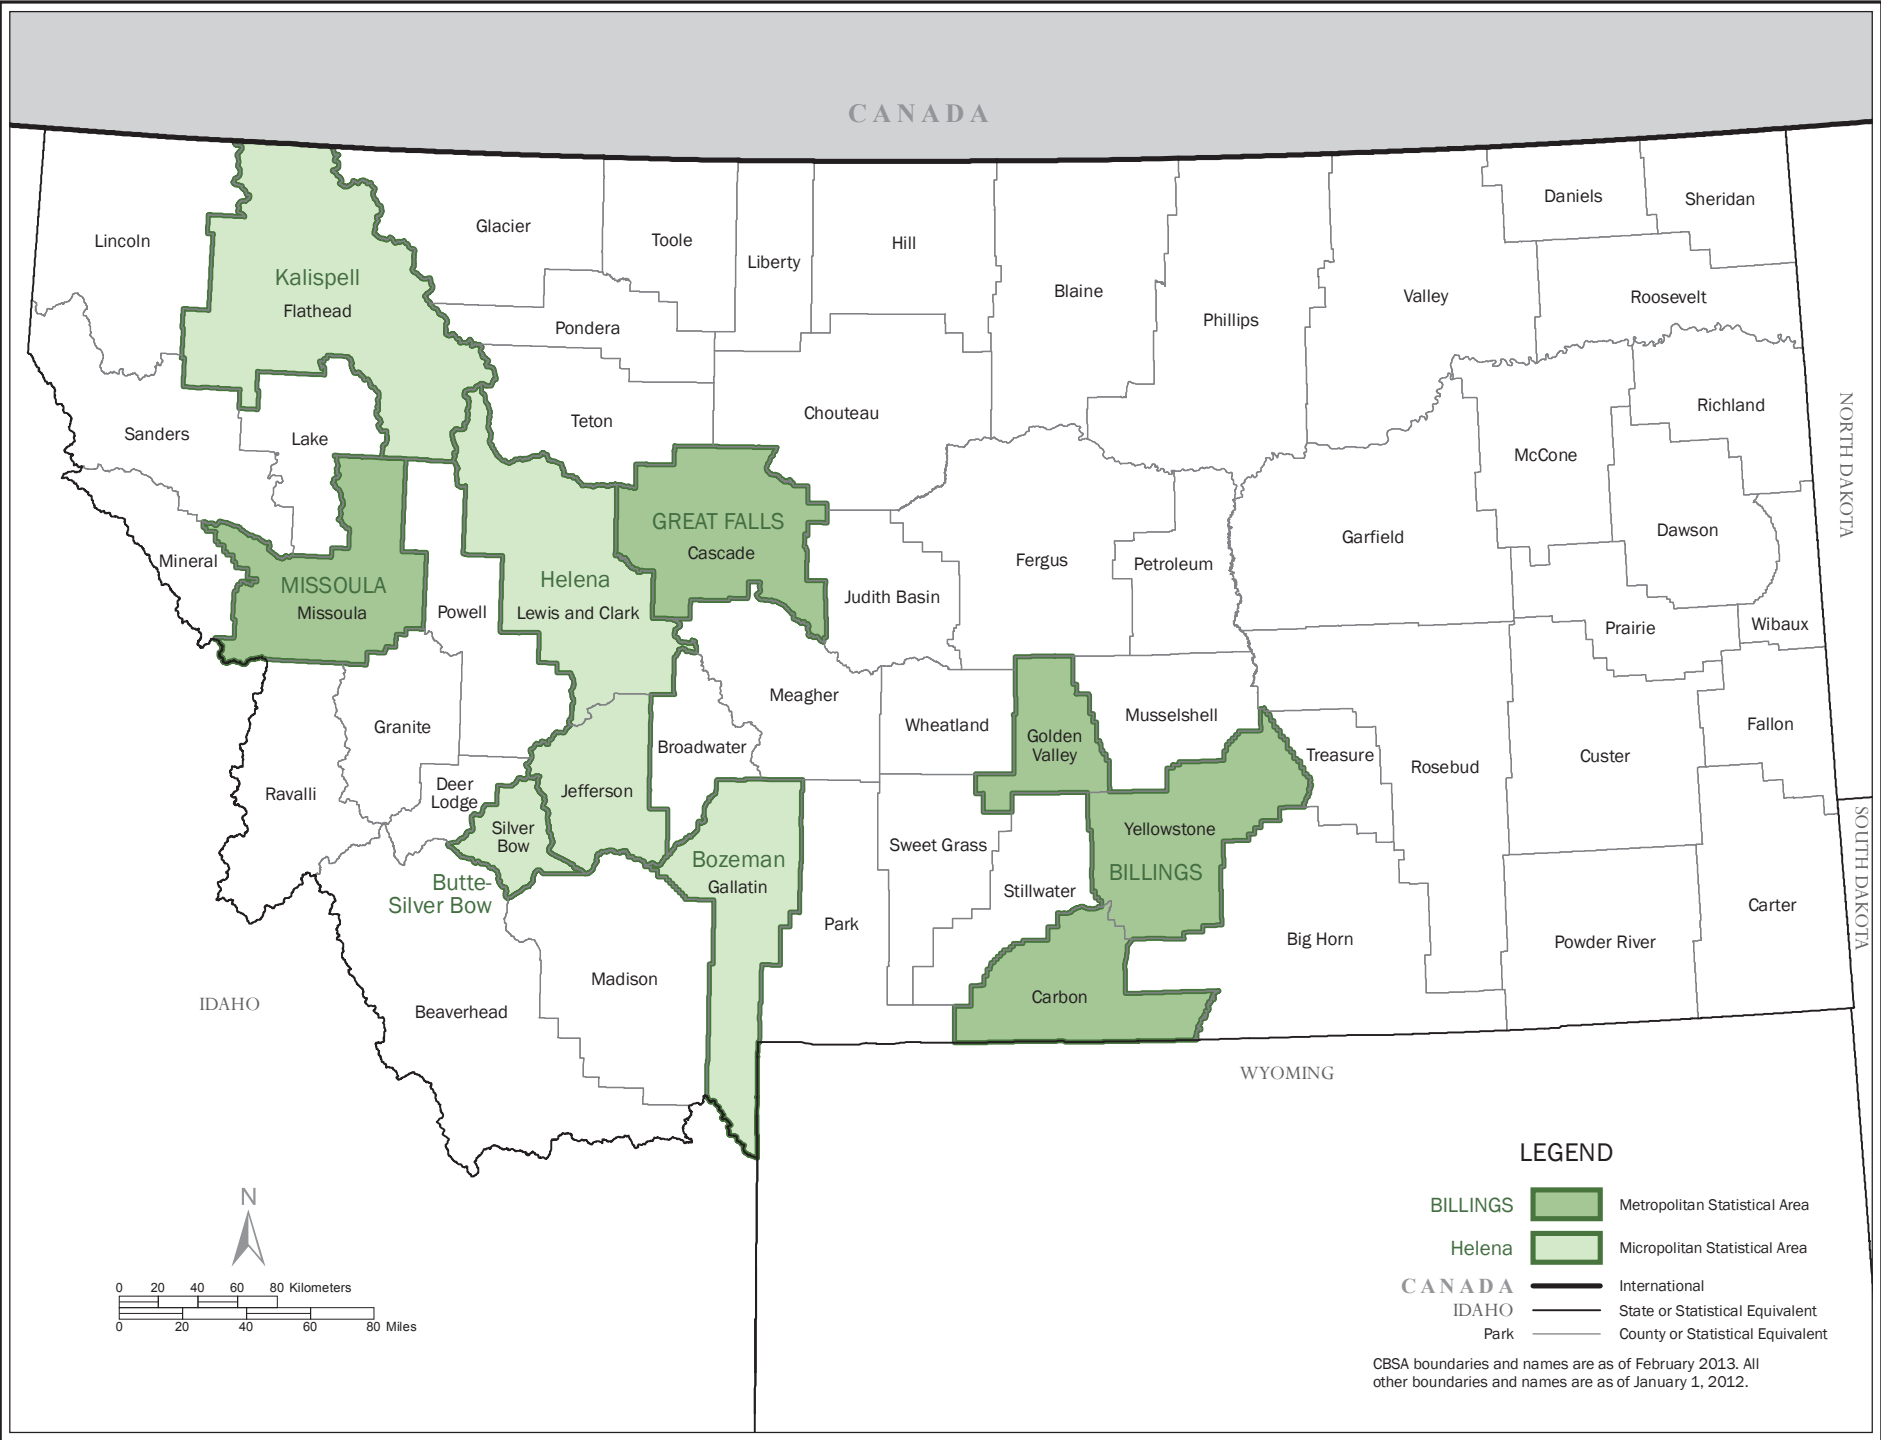 CANADA
Daniels
Sheridan
Glacier
Lincoln
Toole
Hill
Liberty
Kalispell
Flathead
Blaine
Valley
Roosevelt
Phillips
Pondera
NORTH DAKOTA
Richland
Chouteau
Teton
Sanders
Lake
McCone
GREAT FALLS
Cascade
Garfield
Dawson
Mineral
Fergus
Petroleum
MISSOULA
Missoula
Helena
Lewis and Clark
Powell
Judith Basin
Prairie
Wibaux
Meagher
Musselshell
Wheatland
Fallon
Granite
Broadwater
Golden
Valley
Treasure
Custer
Rosebud
Ravalli
Deer
Lodge
Jefferson
Silver
Bow
Yellowstone
BILLINGS
Sweet Grass
SOUTH DAKOTA
Bozeman
Gallatin
Butte-
Silver Bow
Stillwater
Carter
Park
Big Horn
Powder River
Madison
IDAHO
Beaverhead
Carbon
WYOMING
LEGEND
BILLINGS Metropolitan Statistical Area
Helena Micropolitan Statistical Area
CANADA International
IDAHO State or Statistical Equivalent
Park County or Statistical Equivalent
CBSA boundaries and names are as of February 2013. All
other boundaries and names are as of January 1, 2012.
N
0 20 40 60 80 Kilometers
0 20 40 60 80 Miles